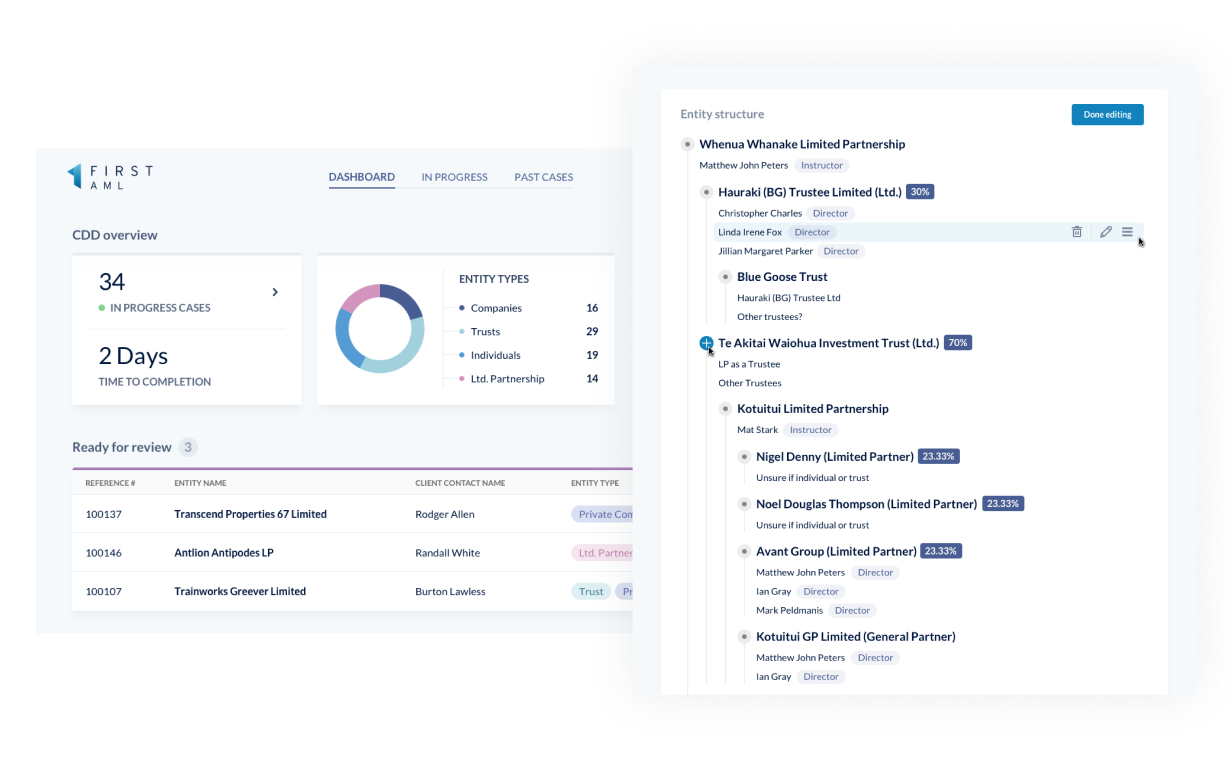 FIRST
AML
DASHBOARD IN PROGRESS PAST CASES
CDD overview
34
IN PROGRESS CASES
2 Days
TIME TO COMPLETION
ENTITY TYPES
Companies 16
Trusts 29
Individuals 19
Ltd. Partnership 14
Ready for review 3
REFERENCE # ENTITY NAME CLIENT CONTACT NAME ENTITY TYPE
100137 Transcend Properties 67 Limited Rodger Allen Private Com
100146 Antlion Antipodes LP Randall White Ltd. Partner
100107 Trainworks Greever Limited Burton Lawless Trust Pr
Entity structure Done editing
Whenua Whanake Limited Partnership
Matthew John Peters Instructor
Hauraki (BG) Trustee Limited (Ltd.) 30%
Christopher Charles Director
Linda Irene Fox Director
Jillian Margaret Parker Director
Blue Goose Trust
Hauraki (BG) Trustee Ltd
Other trustees?
Te Akitai Waiohua Investment Trust (Ltd.) 70%
LP as a Trustee
Other Trustees
Kotuitui Limited Partnership
Mat Stark Instructor
Nigel Denny (Limited Partner) 23.33%
Unsure if individual or trust
Noel Douglas Thompson (Limited Partner) 23.33%
Unsure if individual or trust
Avant Group (Limited Partner) 23.33%
Matthew John Peters Director
Ian Gray Director
Mark Peldmanis Director
Kotuitui GP Limited (General Partner)
Matthew John Peters Director
Ian Gray Director